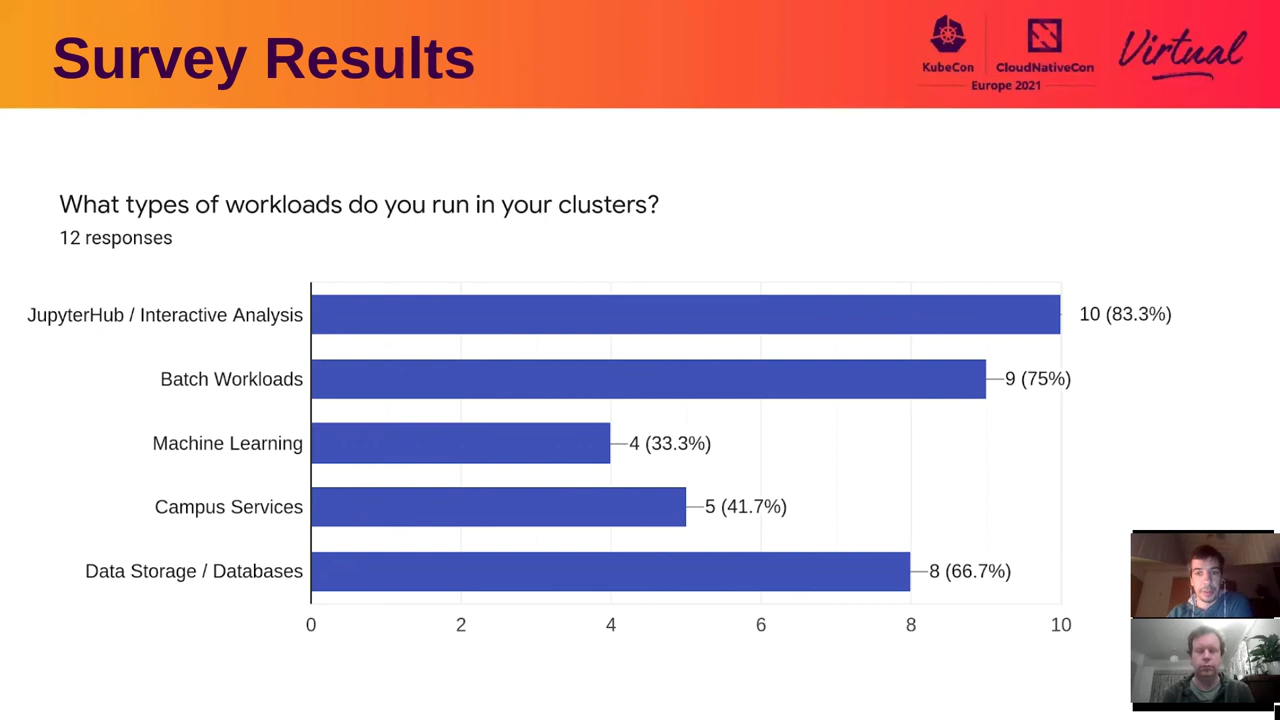 Survey Results
KubeCon
CloudNativeCon
Europe 2021
Virtual
What types of workloads do you run in your clusters?
12 responses
JupyterHub / Interactive Analysis
10 (83.3%)
Batch Workloads
9 (75%)
Machine Learning
4 (33.3%)
Campus Services
5 (41.7%)
Data Storage / Databases
8 (66.7%)
0 2 4 6 8 10